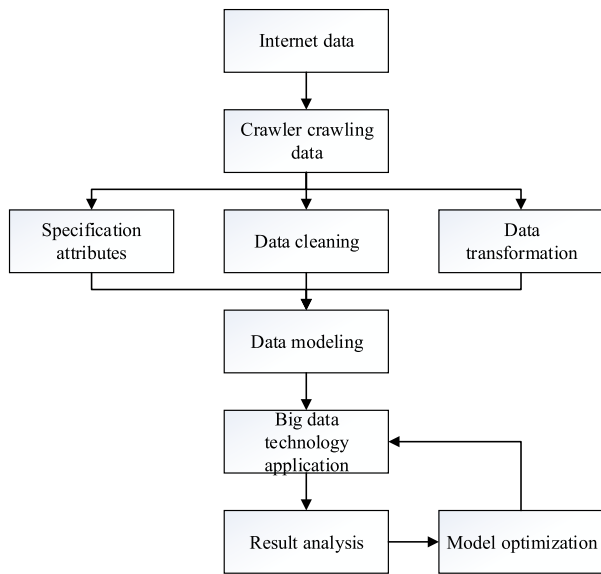 Internet data
Crawler crawling
data
Specification
attributes
Data cleaning
Data
transformation
Data modeling
Big data
technology
application
Result analysis
Model optimization